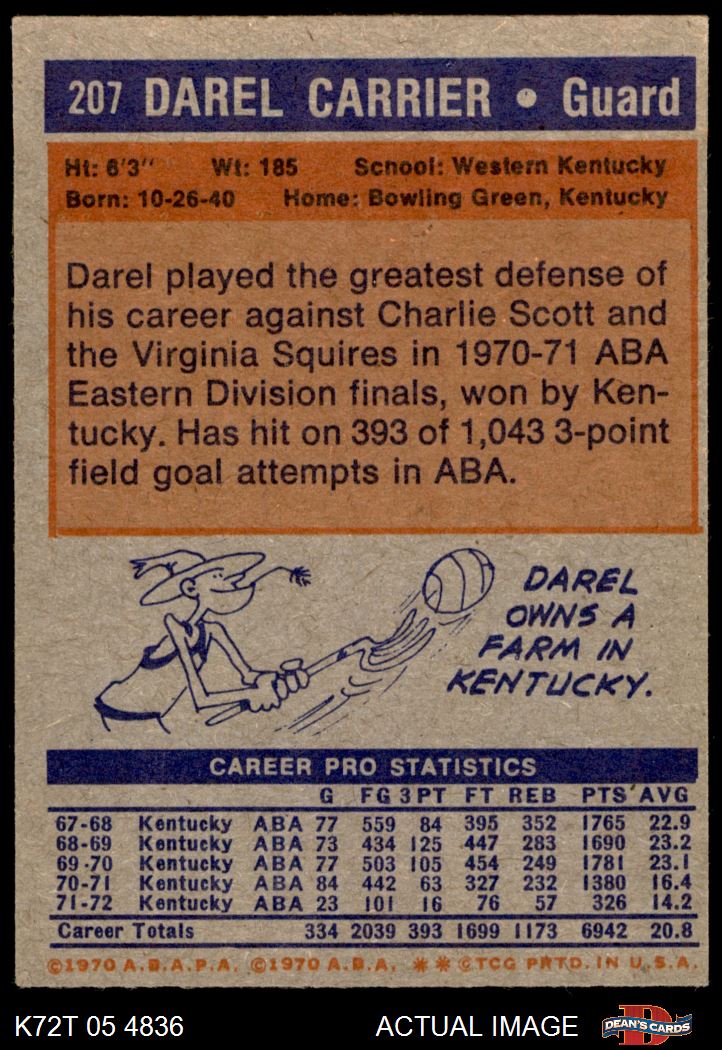 207 DAREL CARRIER • Guard
Ht: 6'3" Wt: 185 School: Western Kentucky
Born: 10-26-40 Home: Bowling Green, Kentucky
Darel played the greatest defense of
his career against Charlie Scott and
the Virginia Squires in 1970-71 ABA
Eastern Division finals, won by Ken-
tucky. Has hit on 393 of 1,043 3-point
field goal attempts in ABA.
DAREL
OWNS A
FARM IN
KENTUCKY.
CAREER PRO STATISTICS
G FG 3PT FT REB PTS AVG
67-68 Kentucky ABA 77 559 84 395 352 1765 22.9
68-69 Kentucky ABA 73 434 125 447 283 1690 23.2
69-70 Kentucky ABA 77 503 105 454 249 1781 23.1
70-71 Kentucky ABA 84 442 63 327 232 1380 16.4
71-72 Kentucky ABA 23 101 16 76 57 326 14.2
Career Totals 334 2039 393 1699 1173 6942 20.8
©1970 A.B.A.P.A. ©1970 A.B.A. ** ©TCG PRTD. IN U.S.A.
K72T 05 4836 ACTUAL IMAGE D DEAN'S CARDS